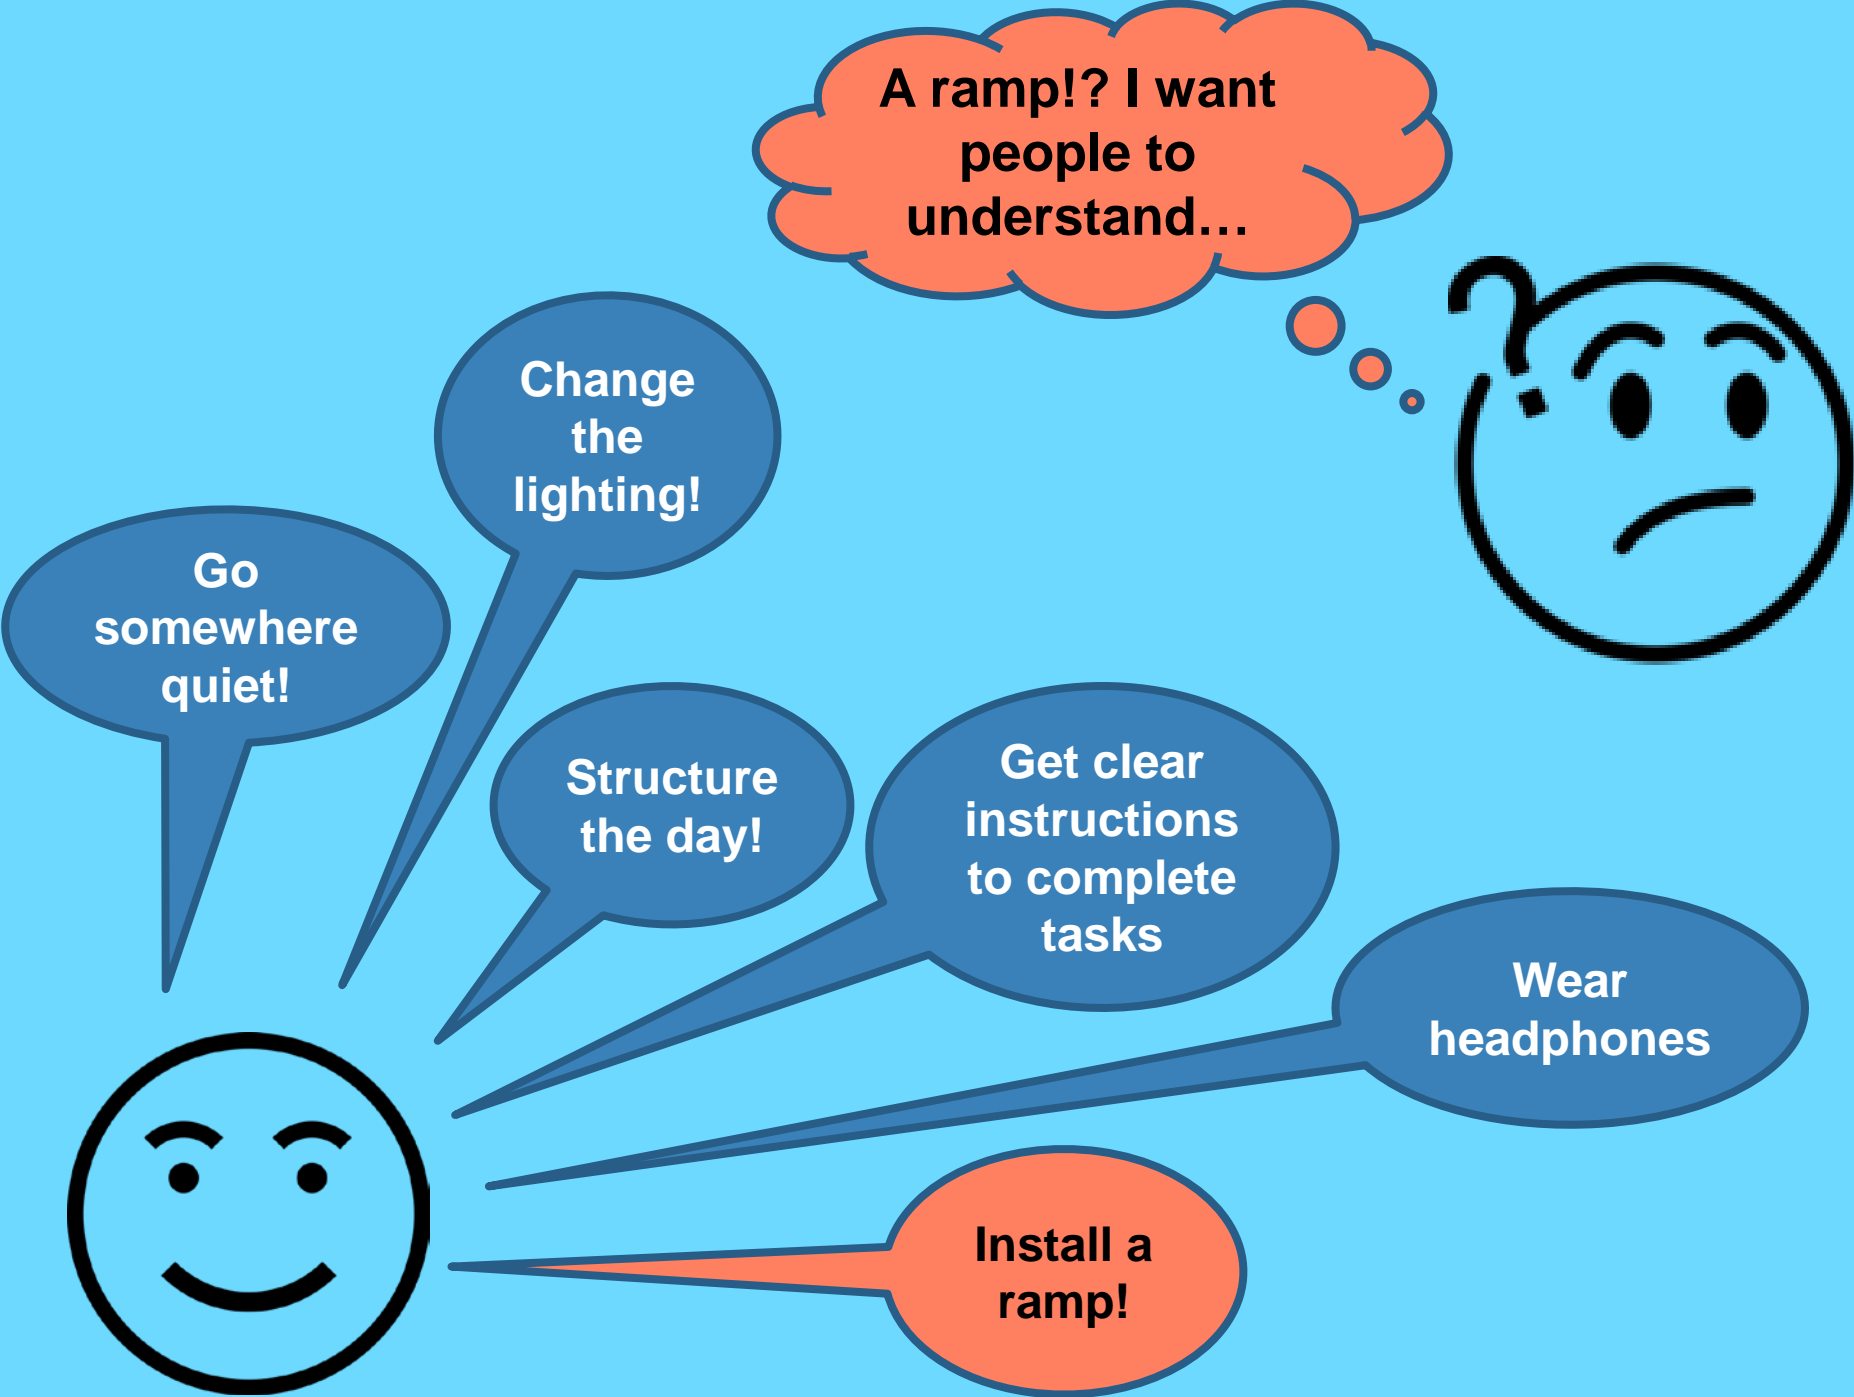 A ramp!? I want
people to
understand…
Change
the
lighting!
Go
somewhere
quiet!
Structure
the day!
Get clear
instructions
to complete
tasks
Wear
headphones
Install a
ramp!